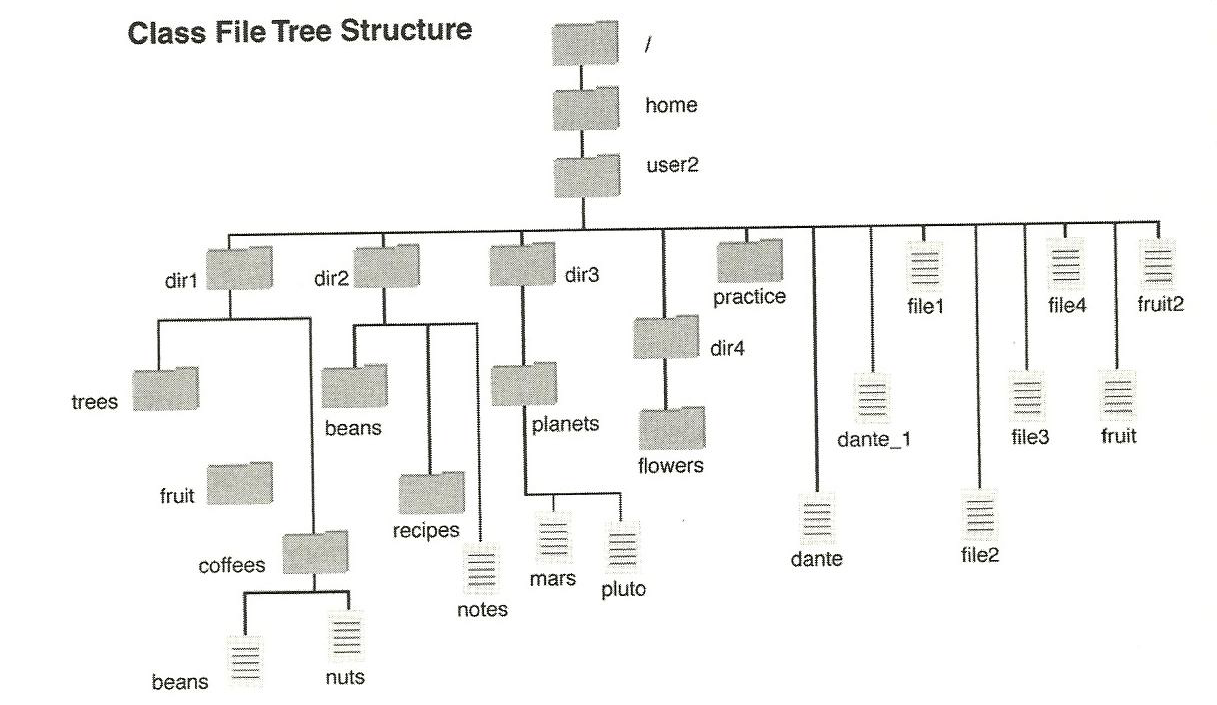 Class File Tree Structure
/
home
user2
dir1
dir2
dir3
practice
file1
file4
fruit2
dir4
trees
beans
planets
flowers
dante_1
file3
fruit
fruit
recipes
coffees
mars
pluto
dante
file2
notes
beans
nuts